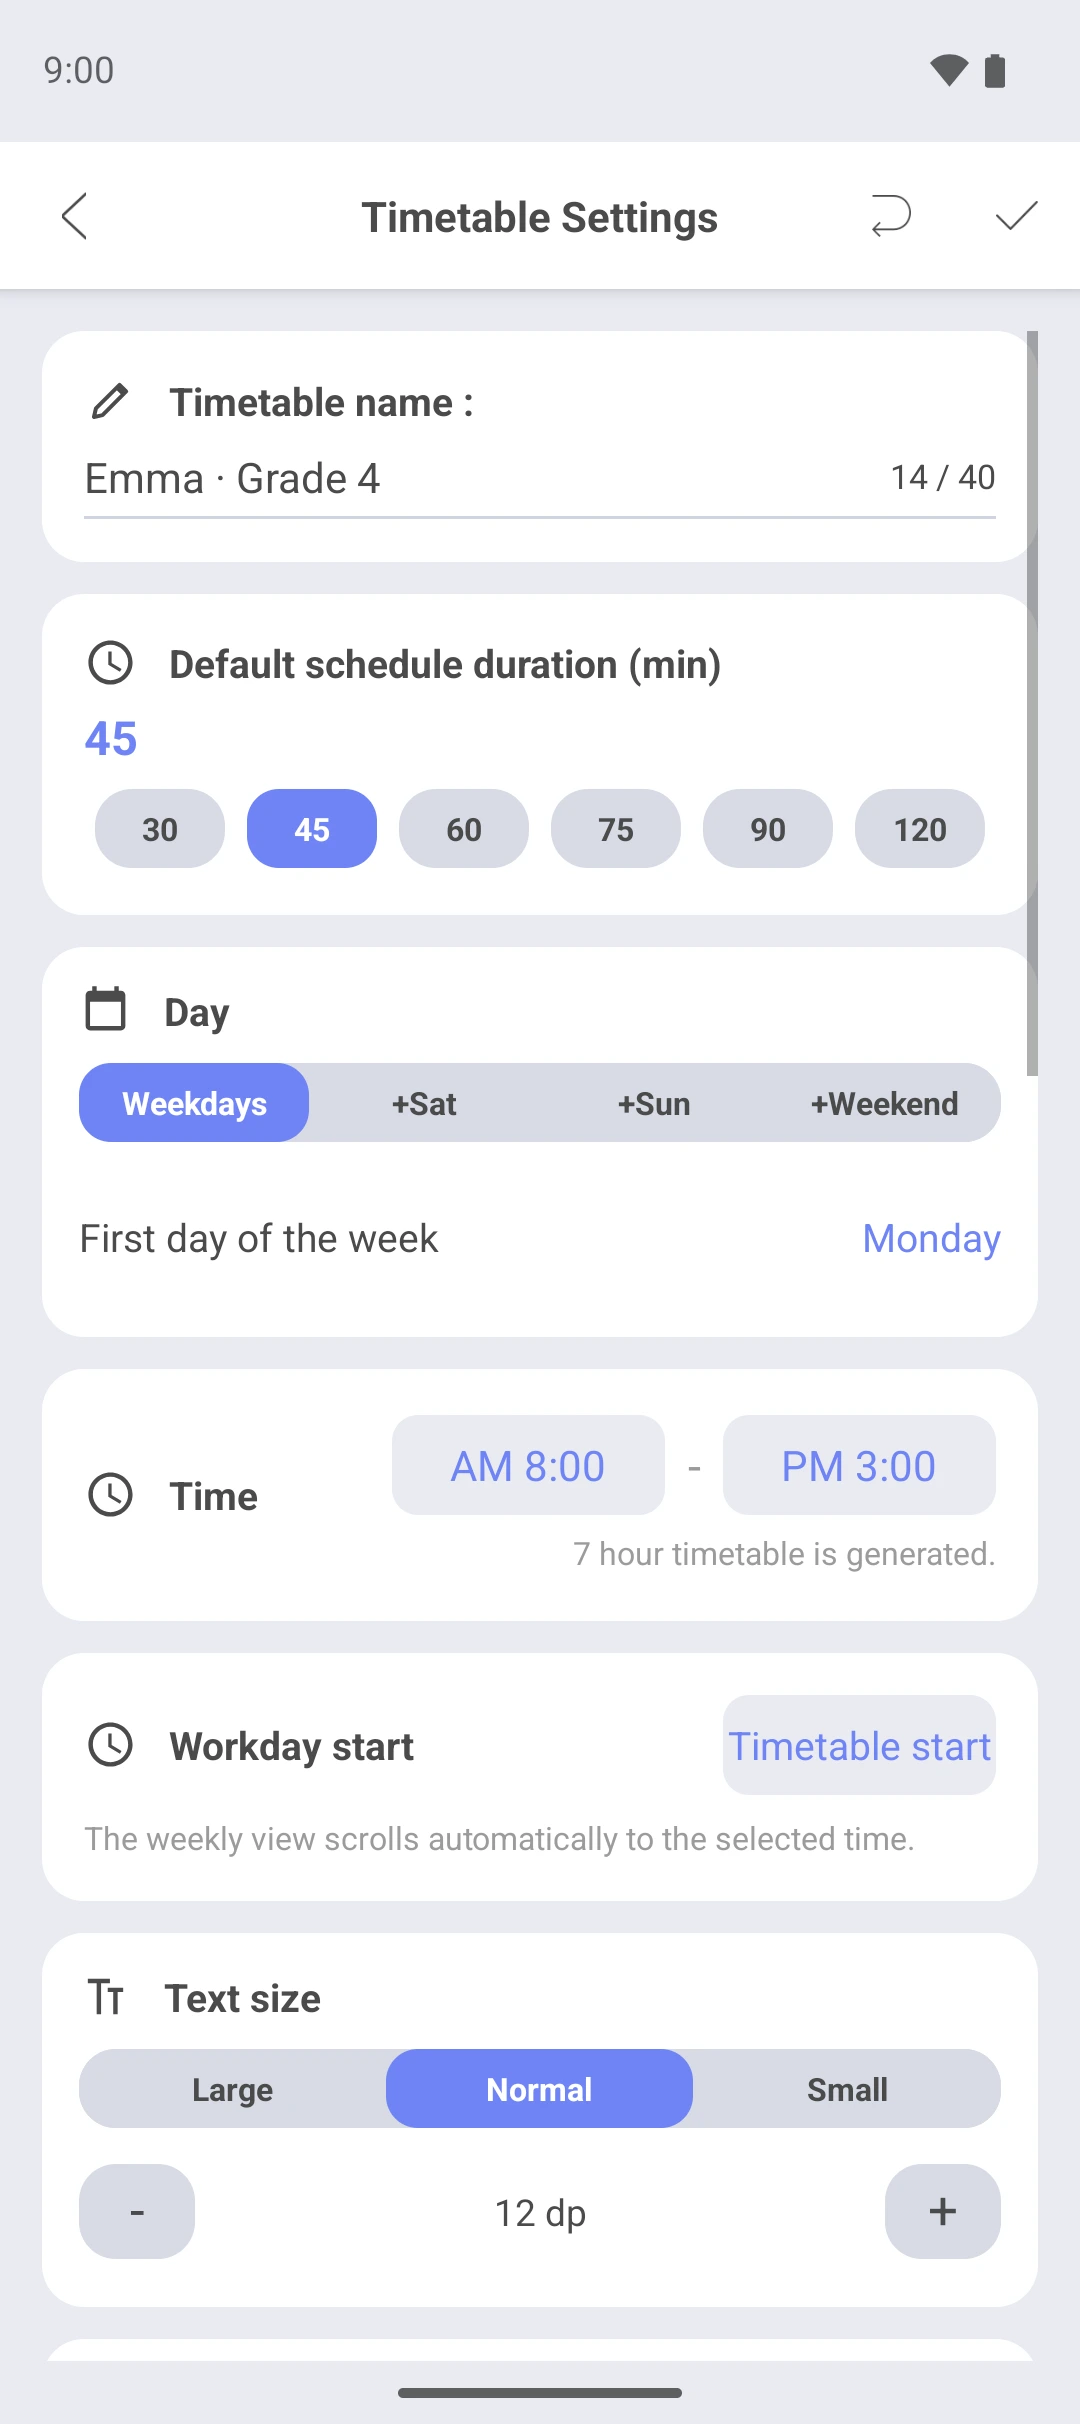 9:00
Timetable Settings
Timetable name :
Emma · Grade 4
14 / 40
Default schedule duration (min)
45
30 45 60 75 90 120
Day
Weekdays +Sat +Sun +Weekend
First day of the week Monday
AM 8:00 - PM 3:00
Time
7 hour timetable is generated.
Workday start Timetable start
The weekly view scrolls automatically to the selected time.
Text size
Large Normal Small
- 12 dp +